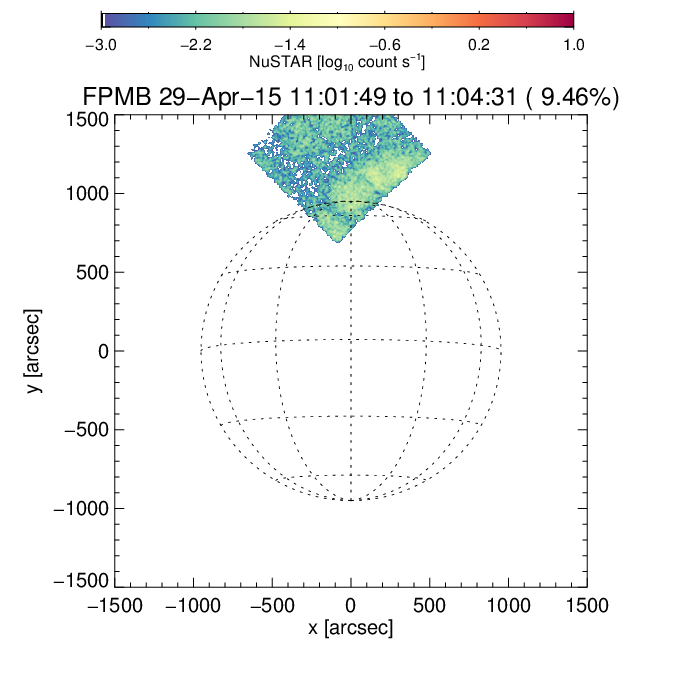 −3.0 −2.2 −1.4 −0.6 0.2 1.0
NuSTAR [log₁₀ count s⁻¹]
FPMB 29−Apr−15 11:01:49 to 11:04:31 ( 9.46%)
1500
1000
500
0
−500
−1000
−1500
y [arcsec]
−1500 −1000 −500 0 500 1000 1500
x [arcsec]